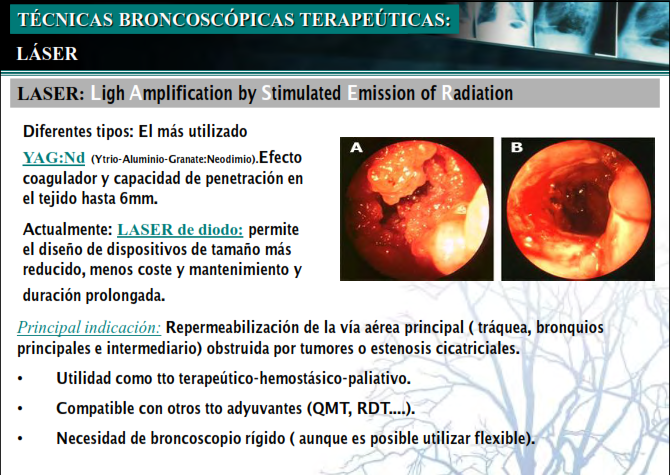 TÉCNICAS BRONCOSCÓPICAS TERAPEÚTICAS:
LÁSER
LASER: Ligh Amplification by Stimulated Emission of Radiation
Diferentes tipos: El más utilizado
YAG:Nd (Ytrio-Aluminio-Granate:Neodimio).Efecto
coagulador y capacidad de penetración en
el tejido hasta 6mm.
Actualmente: LASER de diodo: permite
el diseño de dispositivos de tamaño más
reducido, menos coste y mantenimiento y
duración prolongada.
A
B
Principal indicación: Repermeabilización de la vía aérea principal ( tráquea, bronquios
principales e intermediario) obstruida por tumores o estenosis cicatriciales.
• Utilidad como tto terapeútico-hemostásico-paliativo.
• Compatible con otros tto adyuvantes (QMT, RDT....).
• Necesidad de broncoscopio rígido ( aunque es posible utilizar flexible).